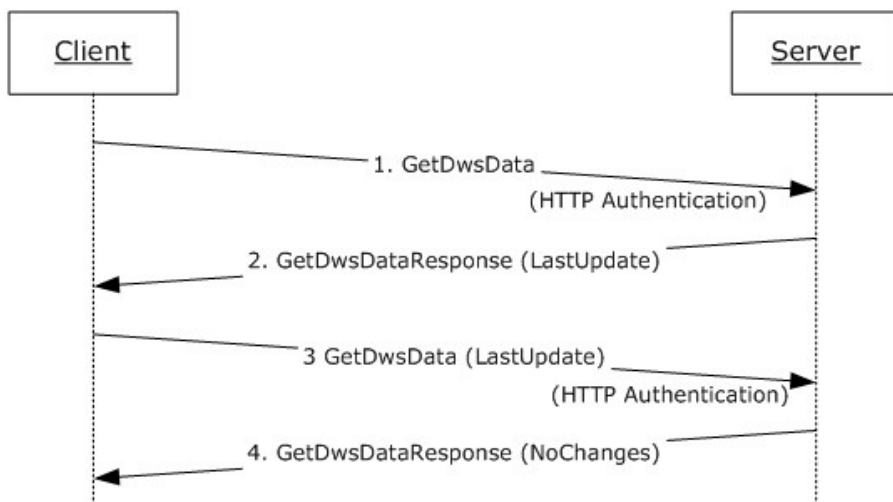 Client
Server
1. GetDwsData
(HTTP Authentication)
2. GetDwsDataResponse (LastUpdate)
3 GetDwsData (LastUpdate)
(HTTP Authentication)
4. GetDwsDataResponse (NoChanges)